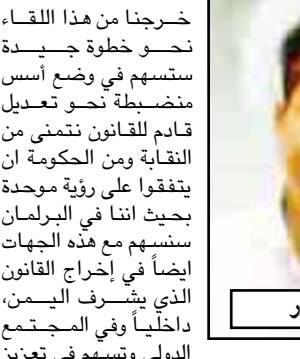 خرجنا من هذا اللقاء
نحو خطوة جديدة
ستسهم في وضع أسس
منضبطة نحو تعديل
قادم للقانون نتمنى من
النقابة ومن الحكومة ان
يتفقوا على رؤية موحدة
بحيث اننا في البرلمان
سنسهم مع هذه الجهات
ايضاً في إخراج القانون
الذي يشرف اليمن،
داخلياً وفي المجتمع
الدولي وتسهم في تعزيز
ر